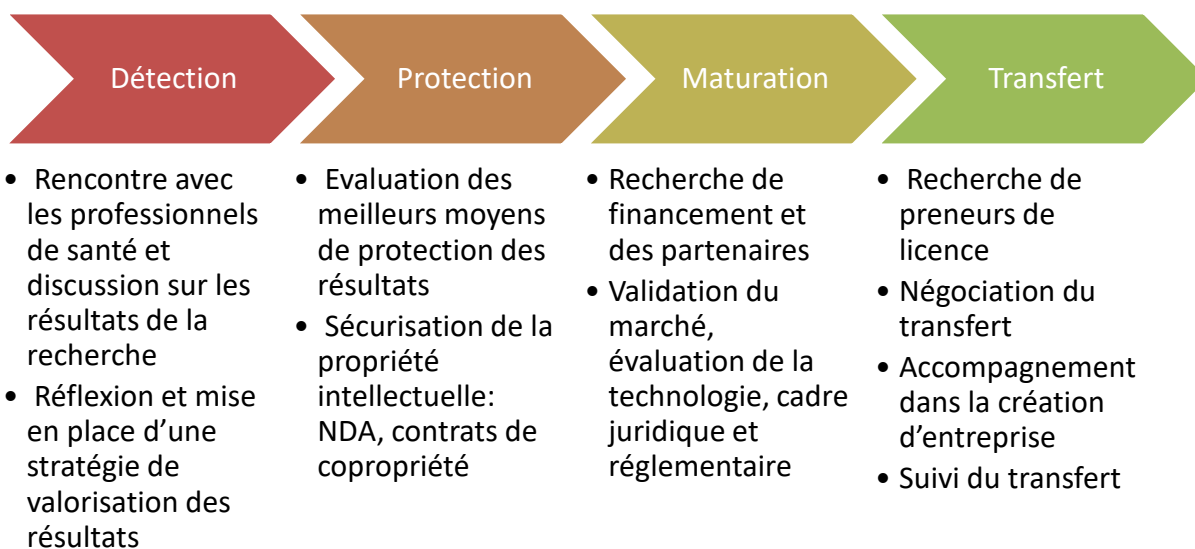 Détection
Protection
Maturation
Transfert
• Rencontre avec
les professionnels
de santé et
discussion sur les
résultats de la
recherche
• Réflexion et mise
en place d’une
stratégie de
valorisation des
résultats
• Evaluation des
meilleurs moyens
de protection des
résultats
• Sécurisation de la
propriété
intellectuelle:
NDA, contrats de
copropriété
• Recherche de
financement et
des partenaires
• Validation du
marché,
évaluation de la
technologie, cadre
juridique et
réglementaire
• Recherche de
preneurs de
licence
• Négociation du
transfert
• Accompagnement
dans la création
d’entreprise
• Suivi du transfert